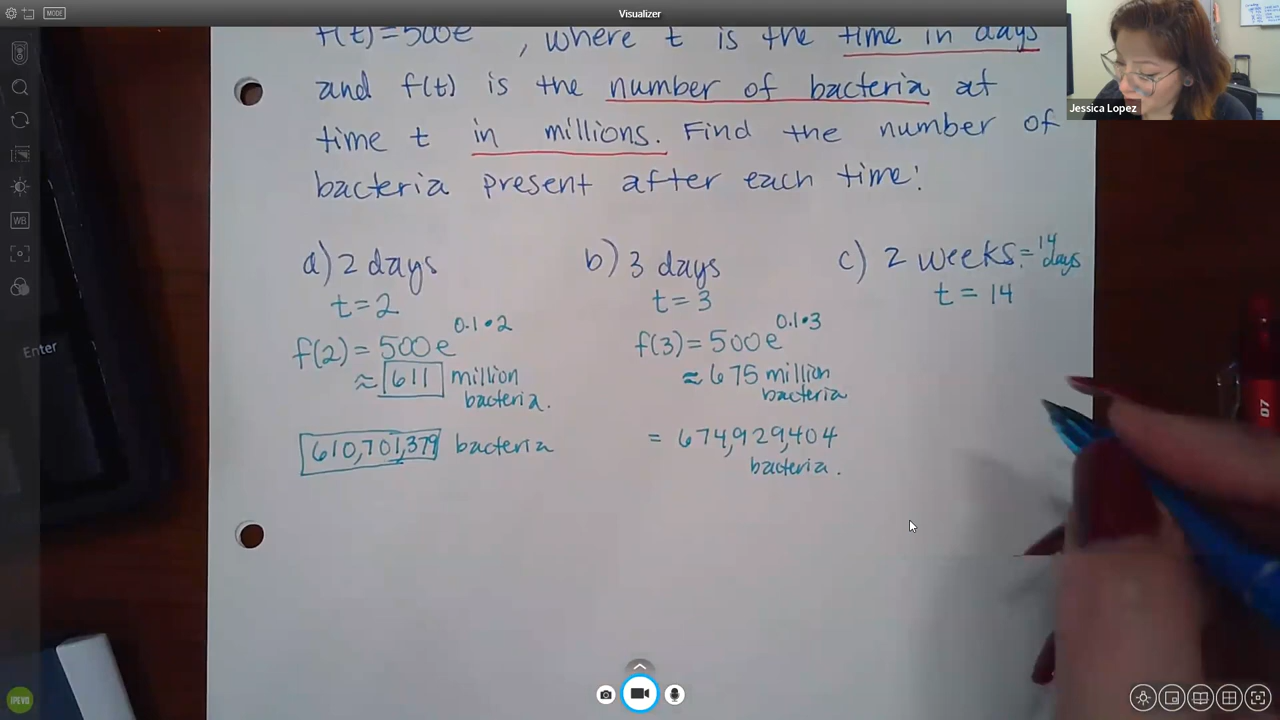 MODE
Visualizer
f(t)=500e , where t is the time in days
and f(t) is the number of bacteria at
time t in millions. Find the number of
bacteria present after each time:
Jessica Lopez
a) 2 days
t = 2
f(2) = 500e^0.1•2
≈ 611 million
bacteria.
610,701,379 bacteria
b) 3 days
t = 3
f(3) = 500e^0.1•3
≈ 675 million
bacteria
= 674,929,404
bacteria.
c) 2 weeks. = 14 days
t = 14
WB
Enter
07
IPEVO